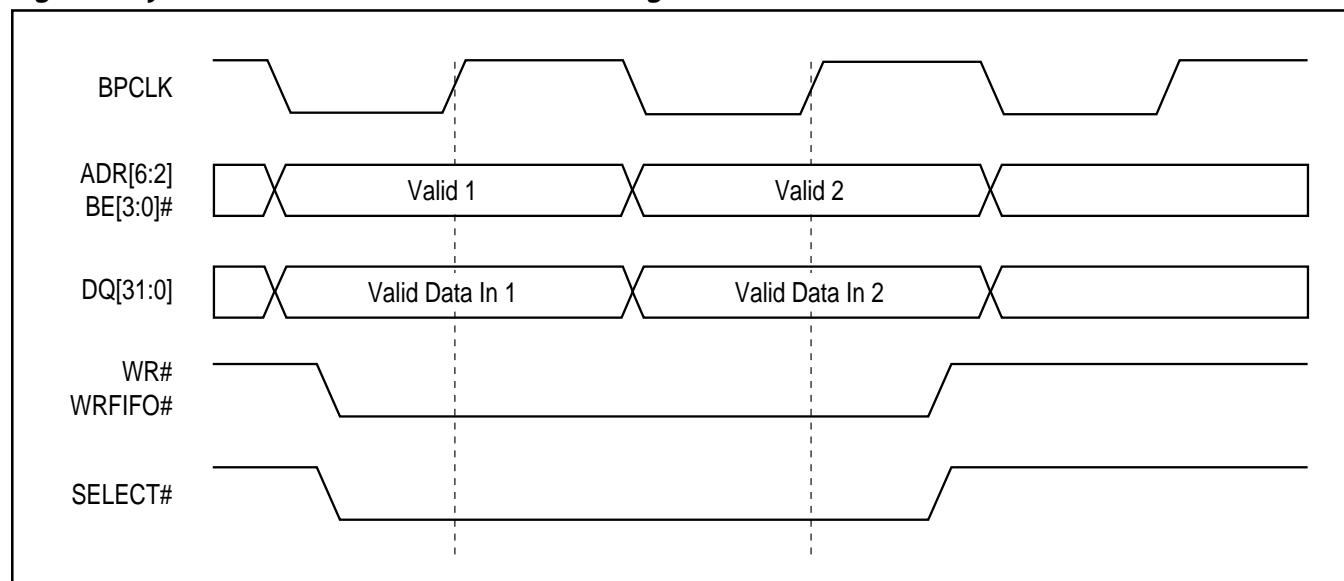 BPCLK
ADR[6:2]
BE[3:0]#
Valid 1
Valid 2
DQ[31:0]
Valid Data In 1
Valid Data In 2
WR#
WRFIFO#
SELECT#